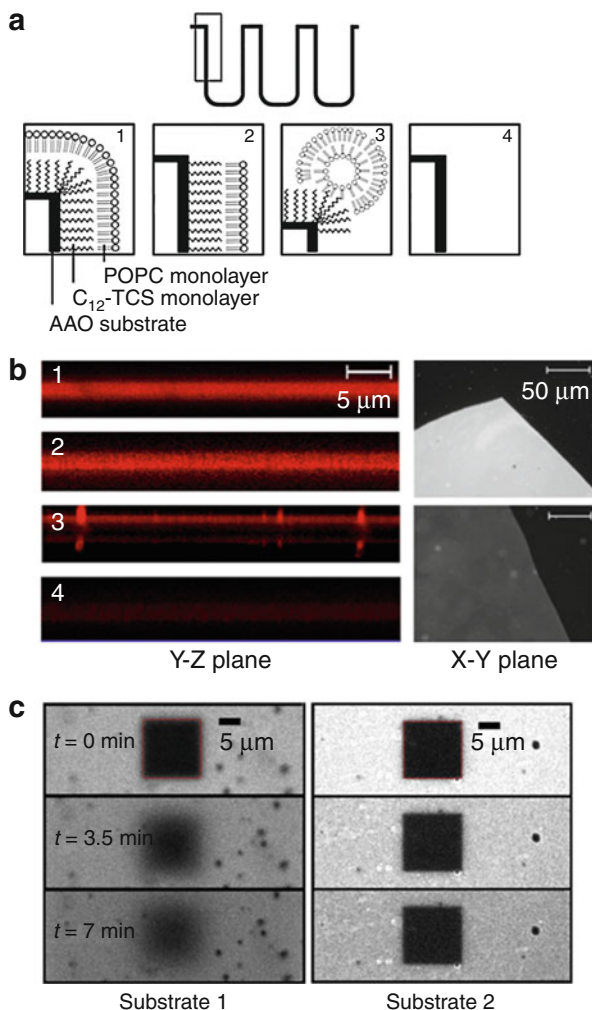 a
1
2
3
4
POPC monolayer
C₁₂-TCS monolayer
AAO substrate
b
1
5 μm
2
3
4
50 μm
Y-Z plane
X-Y plane
c
t = 0 min
5 μm
5 μm
t = 3.5 min
t = 7 min
Substrate 1
Substrate 2